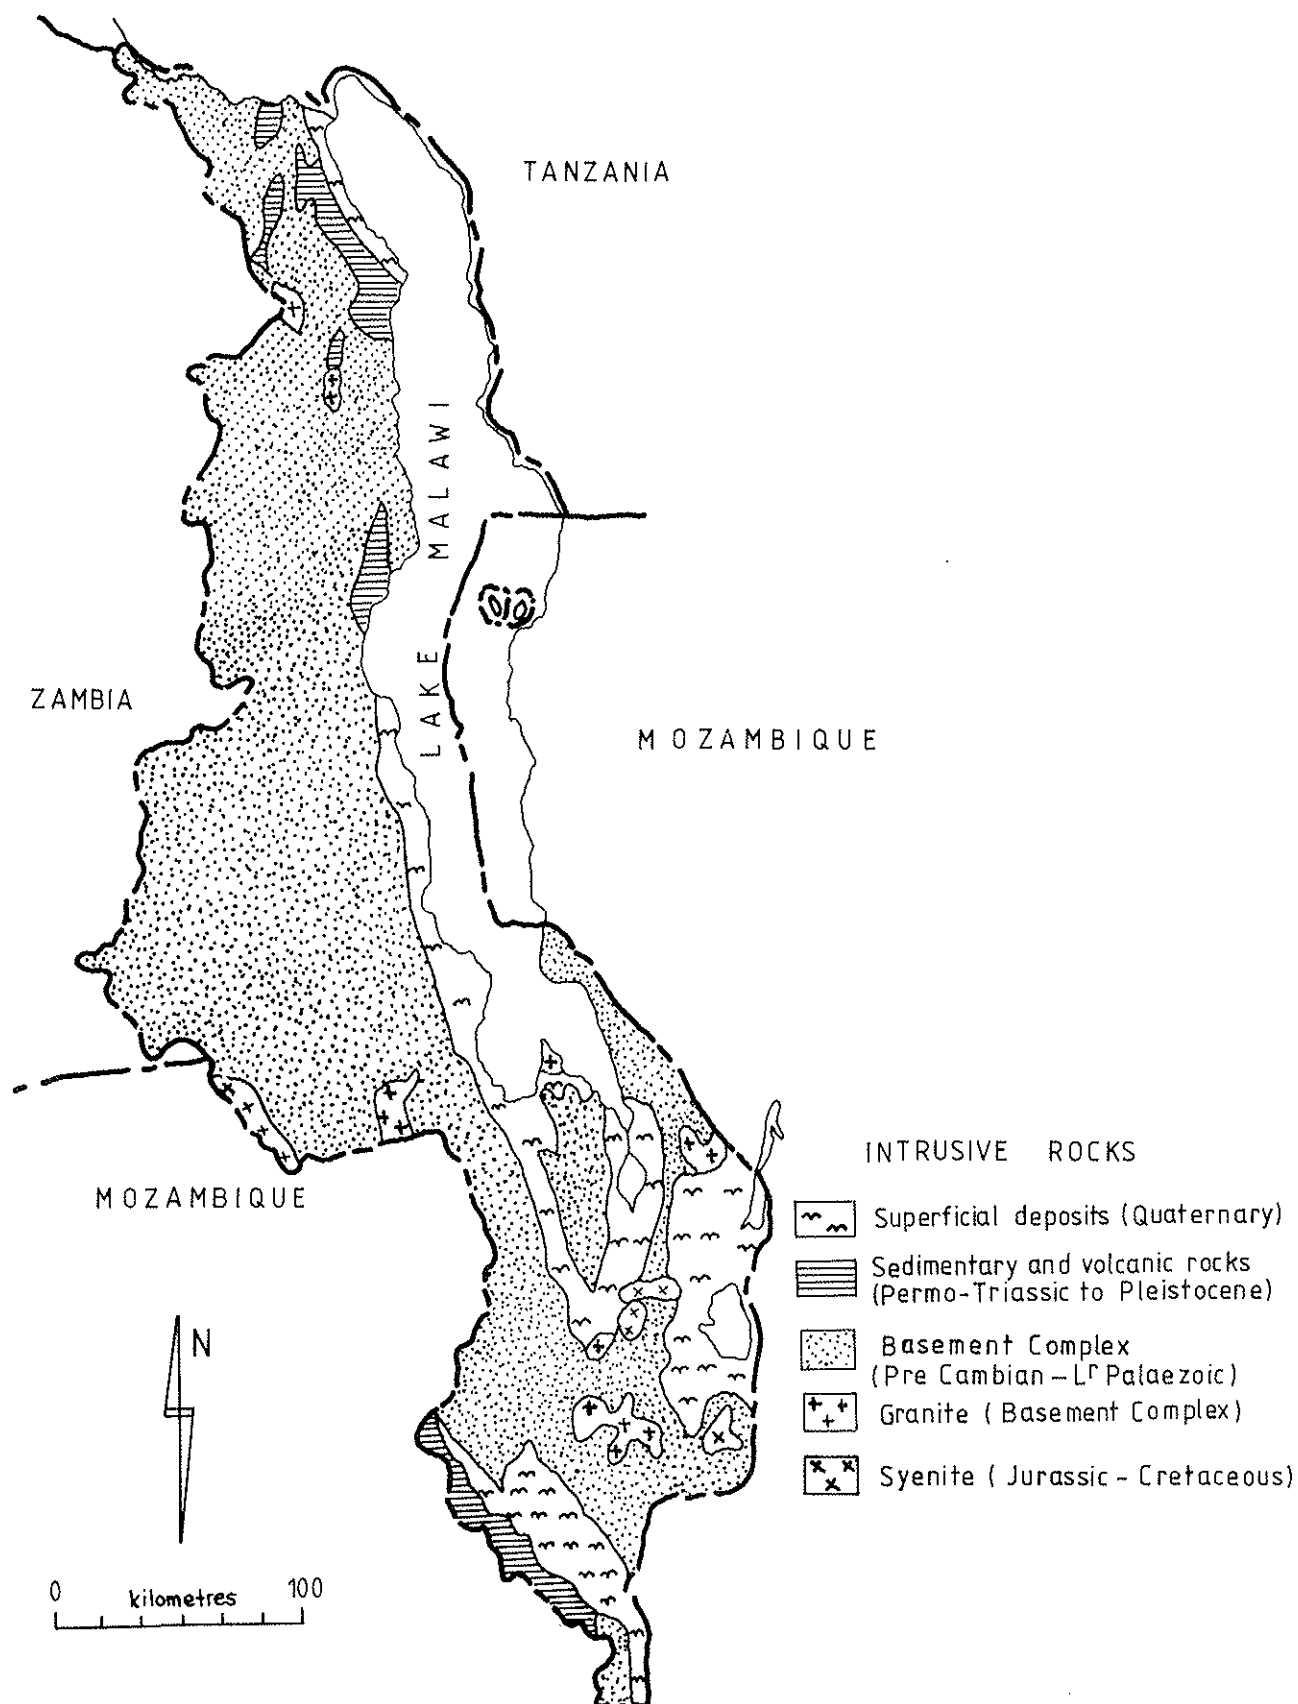 TANZANIA
LAKE MALAWI
ZAMBIA
MOZAMBIQUE
MOZAMBIQUE
INTRUSIVE ROCKS
Superficial deposits (Quaternary)
Sedimentary and volcanic rocks
(Permo-Triassic to Pleistocene)
Basement Complex
(Pre Cambian – Lr Palaezoic)
Granite ( Basement Complex)
Syenite ( Jurassic - Cretaceous)
N
0 kilometres 100